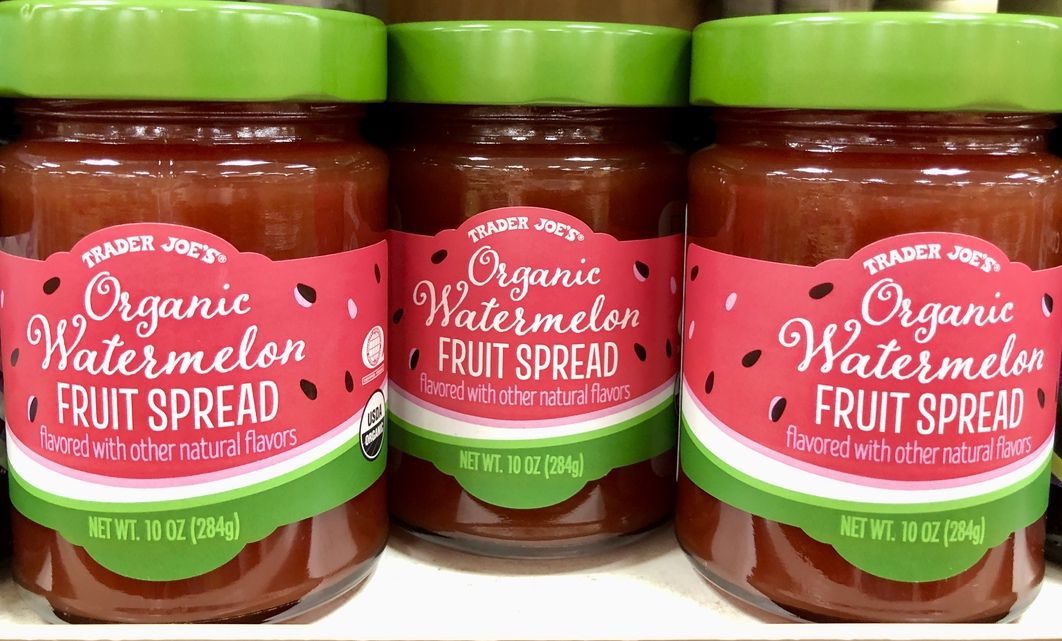 TRADER JOE'S®
Organic
Watermelon
FRUIT SPREAD
flavored with other natural flavors
USDA
ORGANIC
NET WT. 10 OZ (284g)
TRADER JOE'S®
Organic
Watermelon
FRUIT SPREAD
flavored with other natural flavors
NET WT. 10 OZ (284g)
TRADER JOE'S®
Organic
Watermelon
FRUIT SPREAD
flavored with other natural flavors
NET WT. 10 OZ (284g)